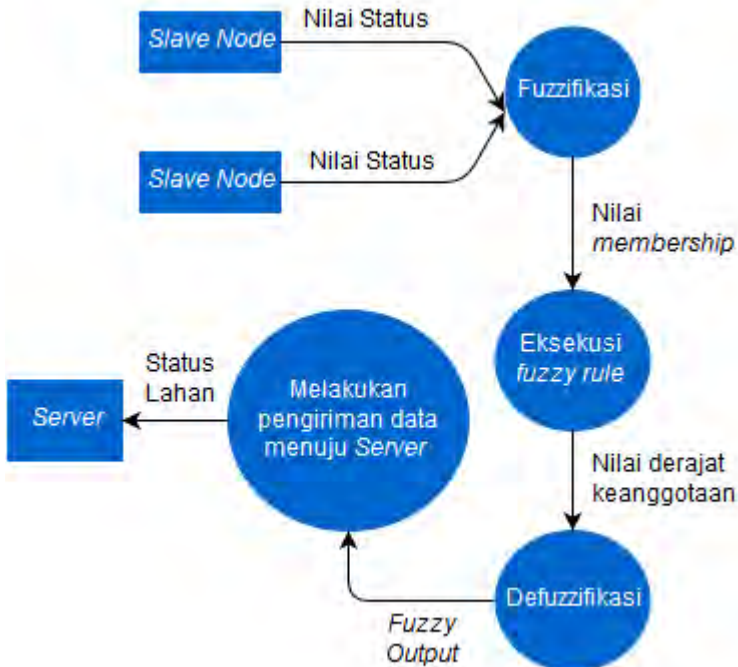 Nilai Status
Slave Node
Fuzzifikasi
Nilai Status
Slave Node
Nilai
membership
Eksekusi
fuzzy rule
Nilai derajat
keanggotaan
Defuzzifikasi
Fuzzy
Output
Melakukan
pengiriman data
menuju Server
Status
Lahan
Server